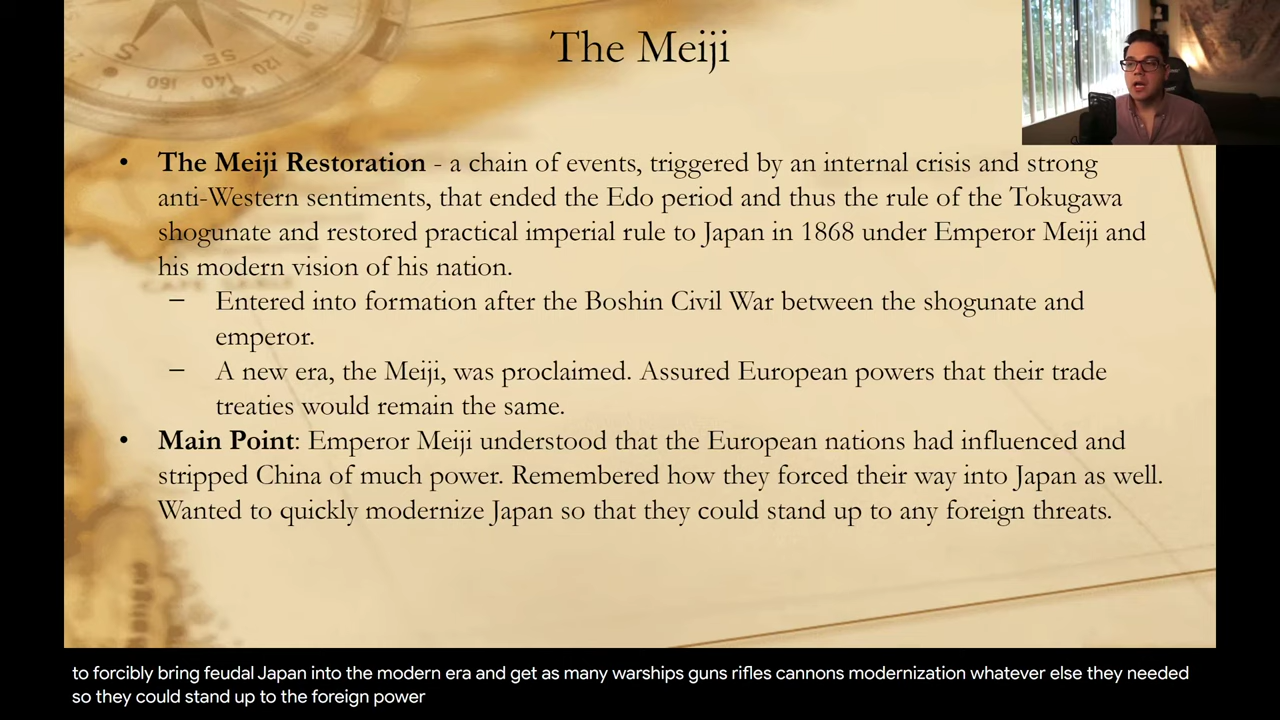 The Meiji
• The Meiji Restoration - a chain of events, triggered by an internal crisis and strong
anti-Western sentiments, that ended the Edo period and thus the rule of the Tokugawa
shogunate and restored practical imperial rule to Japan in 1868 under Emperor Meiji and
his modern vision of his nation.
– Entered into formation after the Boshin Civil War between the shogunate and
emperor.
– A new era, the Meiji, was proclaimed. Assured European powers that their trade
treaties would remain the same.
• Main Point: Emperor Meiji understood that the European nations had influenced and
stripped China of much power. Remembered how they forced their way into Japan as well.
Wanted to quickly modernize Japan so that they could stand up to any foreign threats.
to forcibly bring feudal Japan into the modern era and get as many warships guns rifles cannons modernization whatever else they needed
so they could stand up to the foreign power